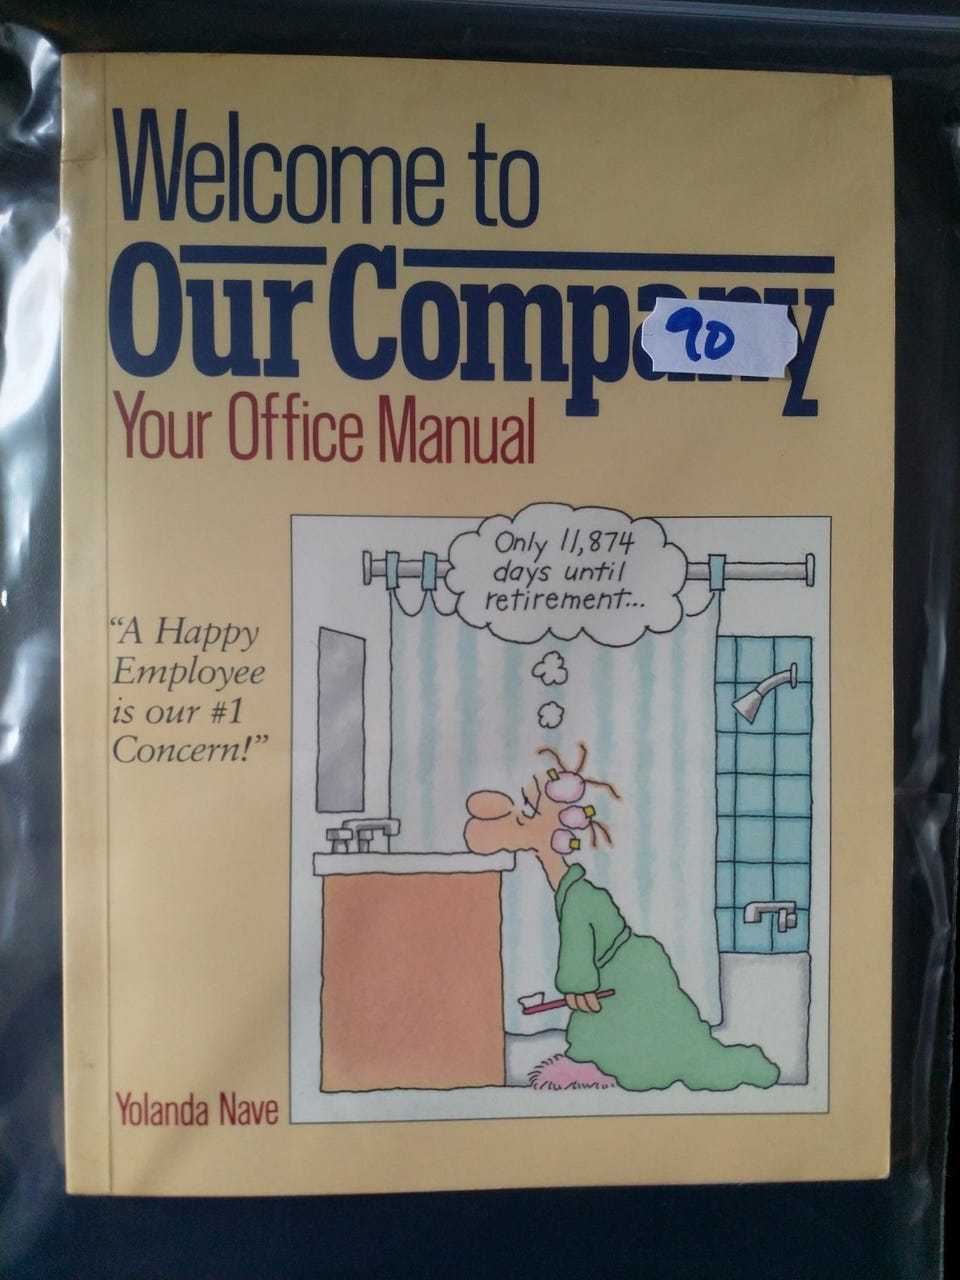 Welcome to
Our Company
90
Your Office Manual
Only 11,874
days until
retirement...
"A Happy
Employee
is our #1
Concern!"
Yolanda Nave